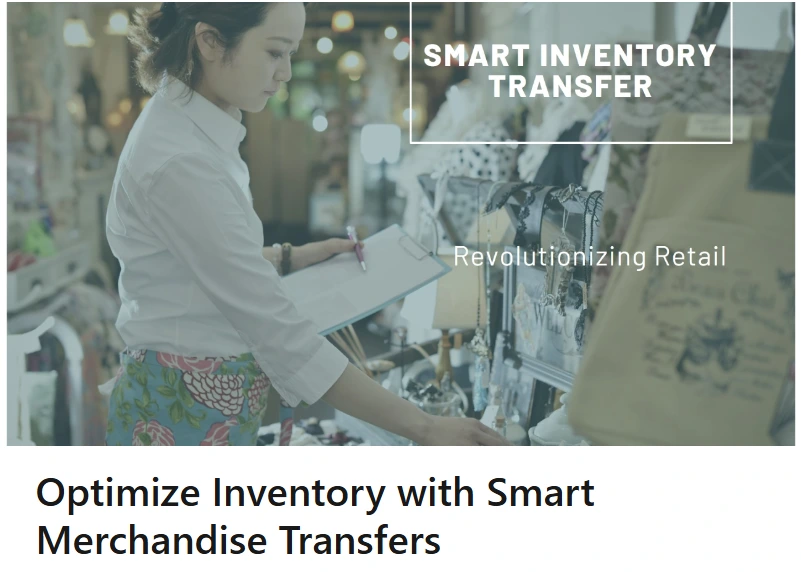 SMART INVENTORY
TRANSFER
Revolutionizing Retail
Optimize Inventory with Smart
Merchandise Transfers